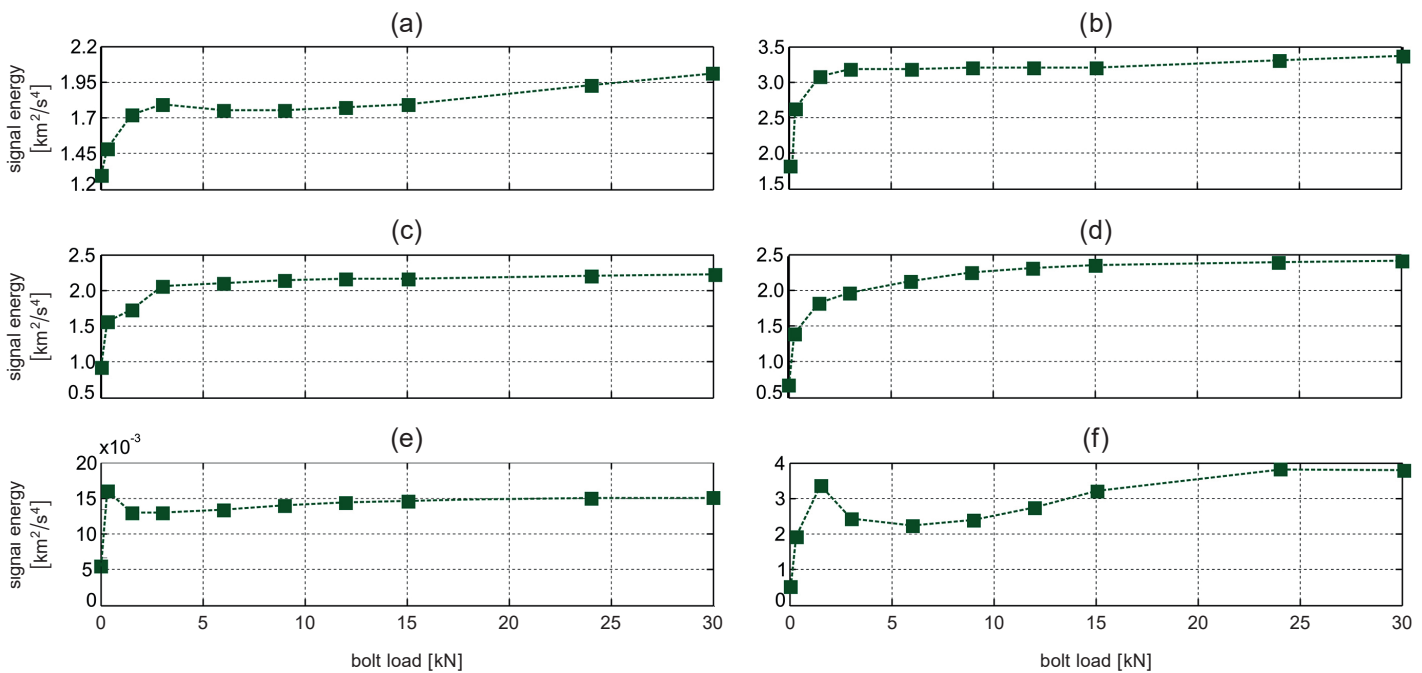 (a)
(b)
signal energy
[km²/s⁴]
2.2
1.95
1.7
1.45
1.2
3.5
3.0
2.5
2.0
1.5
(c)
(d)
signal energy
[km²/s⁴]
2.5
2.0
1.5
1.0
0.5
2.5
2.0
1.5
1.0
0.5
(e)
(f)
x10⁻³
signal energy
[km²/s⁴]
20
15
10
5
0
4
3
2
1
0
0 5 10 15 20 25 30
0 5 10 15 20 25 30
bolt load [kN]
bolt load [kN]